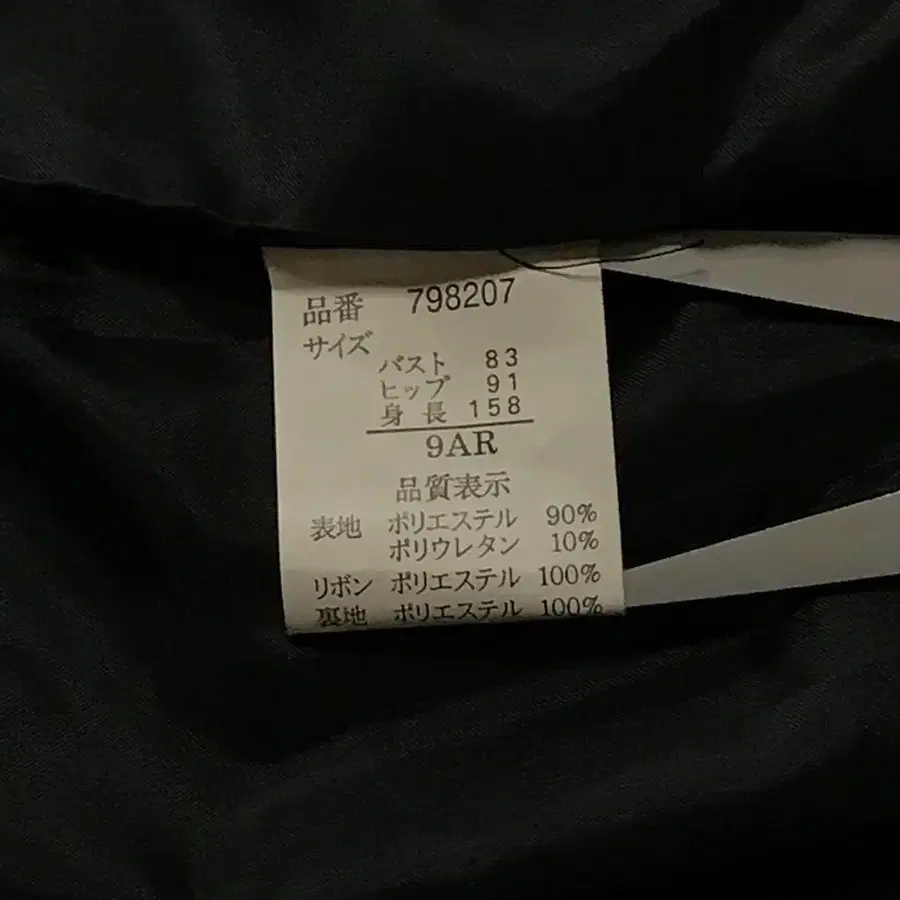 品番 798207
サイズ
バスト 83
ヒップ 91
身長 158
9AR
品質表示
表地 ポリエステル 90%
ポリウレタン 10%
リボン ポリエステル 100%
裏地 ポリエステル 100%